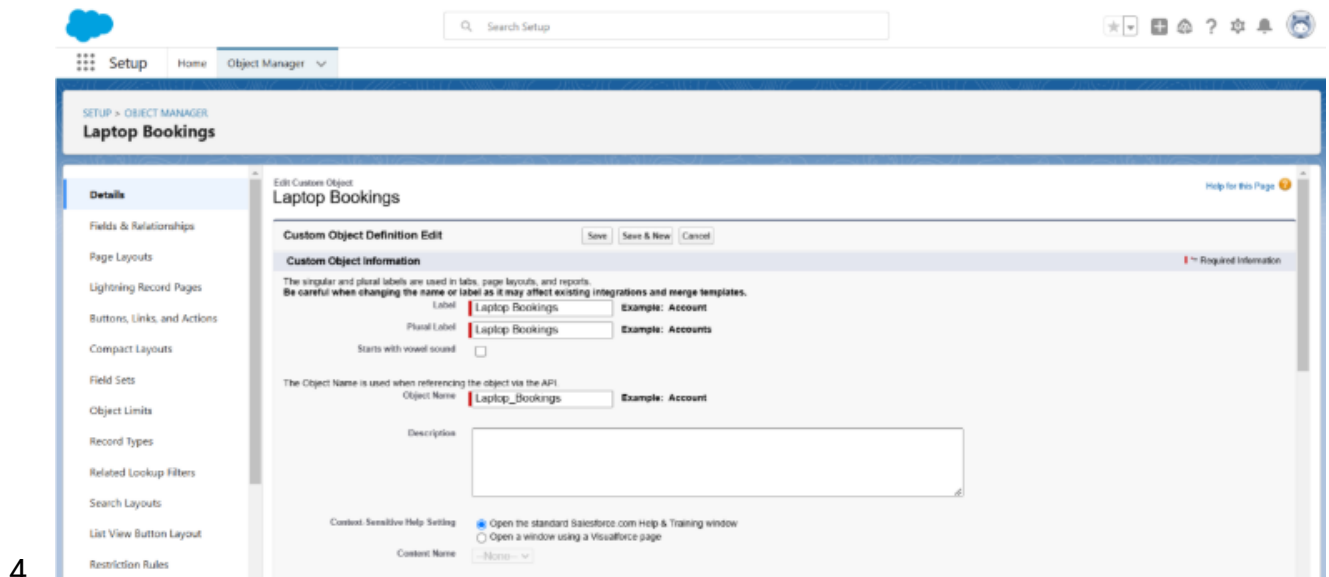 Search Setup
Setup Home Object Manager
SETUP > OBJECT MANAGER
Laptop Bookings
Details
Fields & Relationships
Page Layouts
Lightning Record Pages
Buttons, Links, and Actions
Compact Layouts
Field Sets
Object Limits
Record Types
Related Lookup Filters
Search Layouts
List View Button Layout
Restriction Rules
Edit Custom Object
Laptop Bookings
Help for this Page ?
Custom Object Definition Edit Save Save & New Cancel
Custom Object Information = Required Information
The singular and plural labels are used in tabs, page layouts, and reports.
Be careful when changing the name or label as it may affect existing integrations and merge templates.
Label Laptop Bookings Example: Account
Plural Label Laptop Bookings Example: Accounts
Starts with vowel sound
The Object Name is used when referencing the object via the API.
Object Name Laptop_Bookings Example: Account
Description
Context-Sensitive Help Setting Open the standard Salesforce.com Help & Training window
Open a window using a Visualforce page
Content Name --None--
4